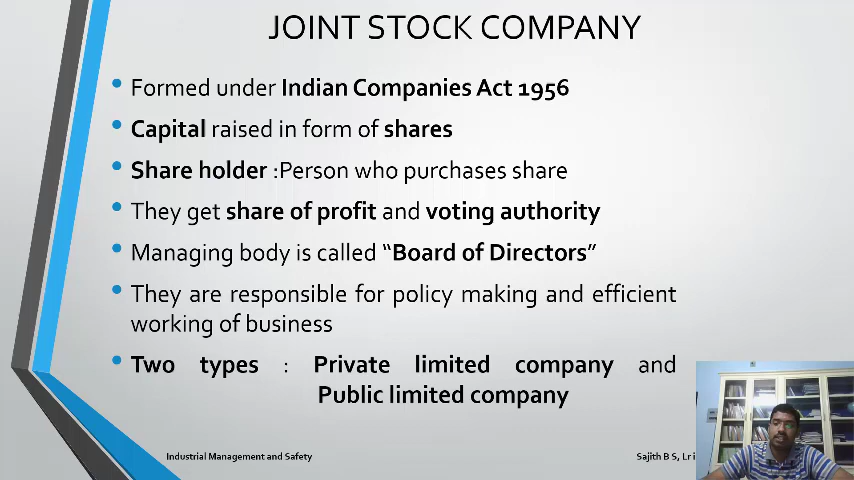 JOINT STOCK COMPANY
• Formed under Indian Companies Act 1956
• Capital raised in form of shares
• Share holder :Person who purchases share
• They get share of profit and voting authority
• Managing body is called “Board of Directors”
• They are responsible for policy making and efficient
working of business
• Two types : Private limited company and
Public limited company
Industrial Management and Safety
Sajith B S, Lr i